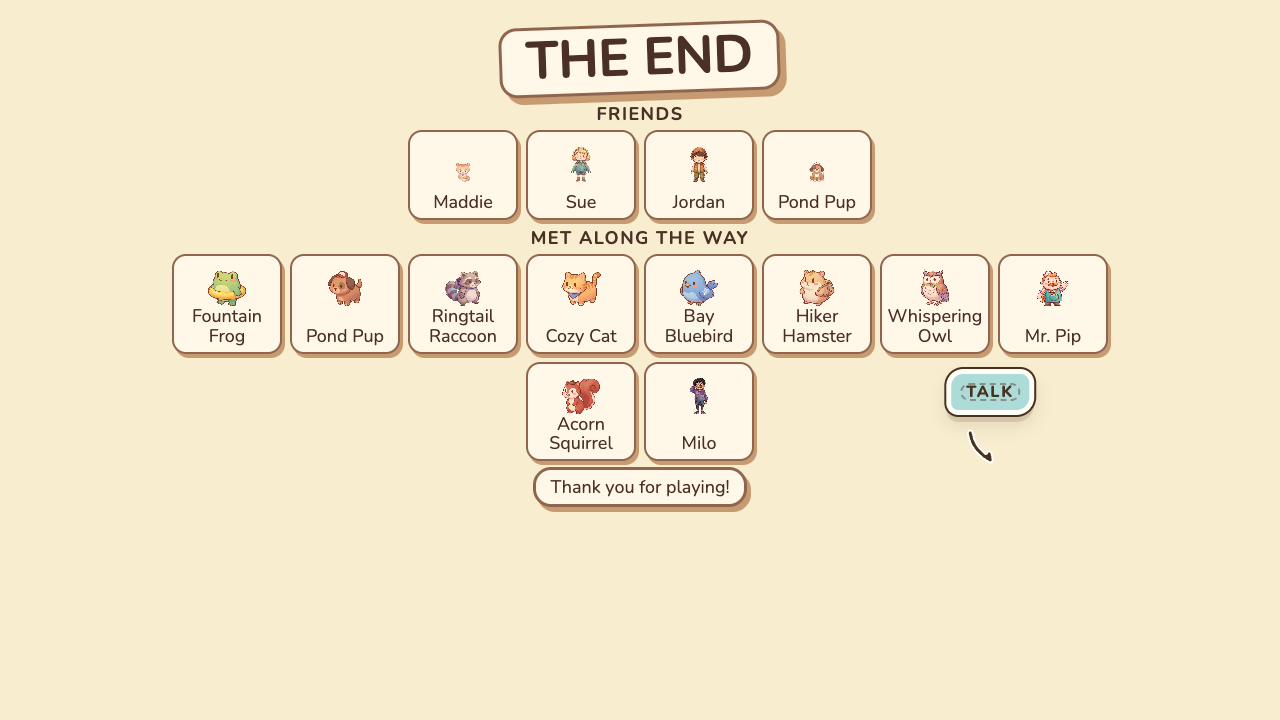 THE END
FRIENDS
Maddie
Sue
Jordan
Pond Pup
MET ALONG THE WAY
Fountain
Frog
Pond Pup
Ringtail
Raccoon
Cozy Cat
Bay
Bluebird
Hiker
Hamster
Whispering
Owl
Mr. Pip
Acorn
Squirrel
Milo
TALK
Thank you for playing!